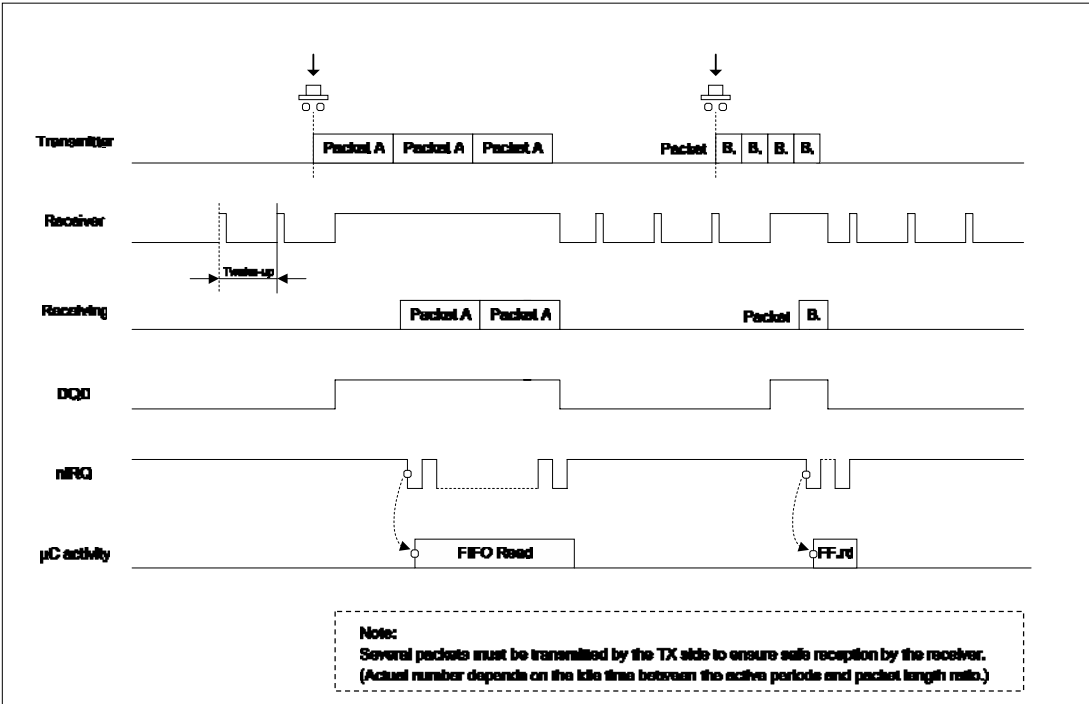 Transmitter
Packet A Packet A Packet A Packet B. B. B. B.
Receiver
Twake-up
Receiving
Packet A Packet A Packet B.
DQD
nIRQ
µC activity
FIFO Read FF.rd
Note:
Several packets must be transmitted by the TX side to ensure safe reception by the receiver.
(Actual number depends on the idle time between the active periods and packet length ratio.)